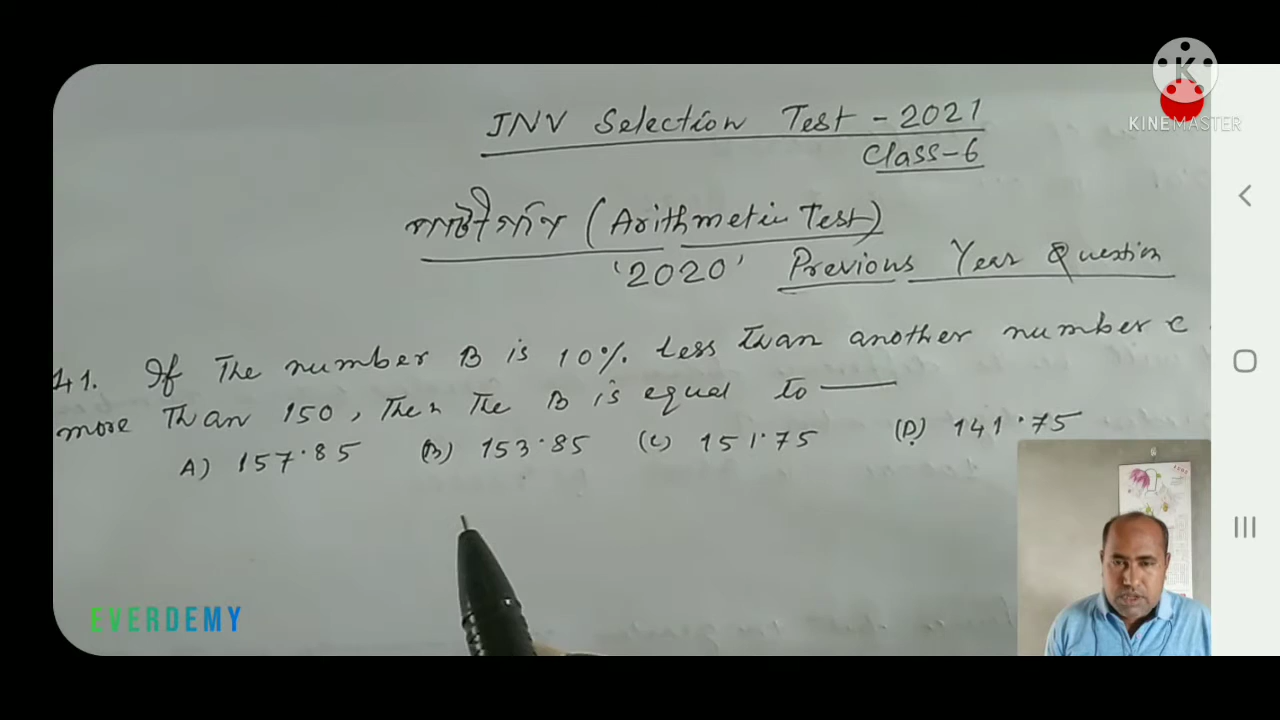 JNV Selection Test - 2021
Class-6
পাটীগণিত (Arithmetic Test)
'2020' Previous Year Question
41. If The number B is 10% less than another number C
more Than 150, Then The B is equal to ——
A) 157.85 (B) 153.85 (C) 151.75 (D) 141.75
EVERDEMY
K
KINEMASTER